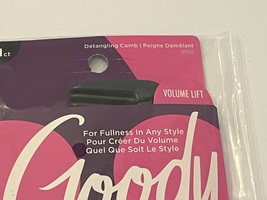 1 ct
Detangling Comb | Peigne Démêlant
VOLUME LIFT
For Fullness In Any Style
Pour Créer Du Volume
Quel Que Soit Le Style
Goody